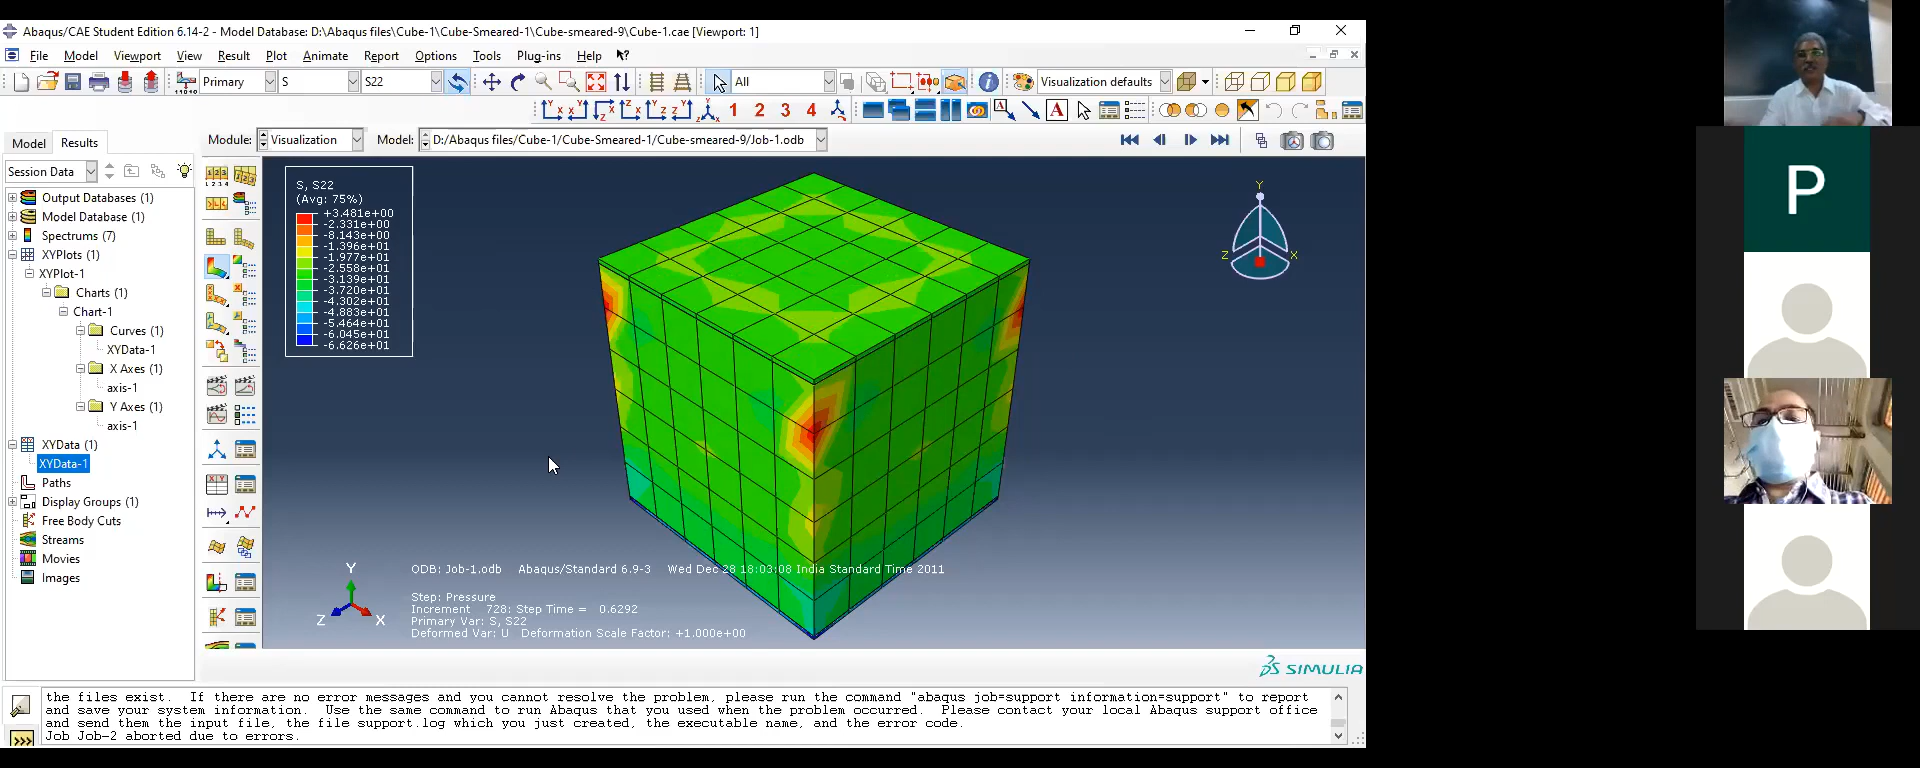 Abaqus/CAE Student Edition 6.14-2 - Model Database: D:\Abaqus files\Cube-1\Cube-Smeared-1\Cube-smeared-9\Cube-1.cae [Viewport: 1]
File Model Viewport View Result Plot Animate Report Options Tools Plug-ins Help
Primary S S22 All Visualization defaults
1 2 3 4
Model Results
Module: Visualization Model: D:/Abaqus files/Cube-1/Cube-Smeared-1/Cube-smeared-9/Job-1.odb
Session Data
Output Databases (1)
Model Database (1)
Spectrums (7)
XYPlots (1)
XYPlot-1
Charts (1)
Chart-1
Curves (1)
XYData-1
X Axes (1)
axis-1
Y Axes (1)
axis-1
XYData (1)
XYData-1
Paths
Display Groups (1)
Free Body Cuts
Streams
Movies
Images
S, S22
(Avg: 75%)
+3.481e+00
-2.331e+00
-8.143e+00
-1.396e+01
-1.977e+01
-2.558e+01
-3.139e+01
-3.720e+01
-4.302e+01
-4.883e+01
-5.464e+01
-6.045e+01
-6.626e+01
Y
Z X
Y
Z X
ODB: Job-1.odb Abaqus/Standard 6.9-3 Wed Dec 28 18:03:08 India Standard Time 2011
Step: Pressure
Increment 728: Step Time = 0.6292
Primary Var: S, S22
Deformed Var: U Deformation Scale Factor: +1.000e+00
SIMULIA
the files exist. If there are no error messages and you cannot resolve the problem, please run the command "abaqus job=support information=support" to report
and save your system information. Use the same command to run Abaqus that you used when the problem occurred. Please contact your local Abaqus support office
and send them the input file, the file support.log which you just created, the executable name, and the error code.
Job Job-2 aborted due to errors.
P